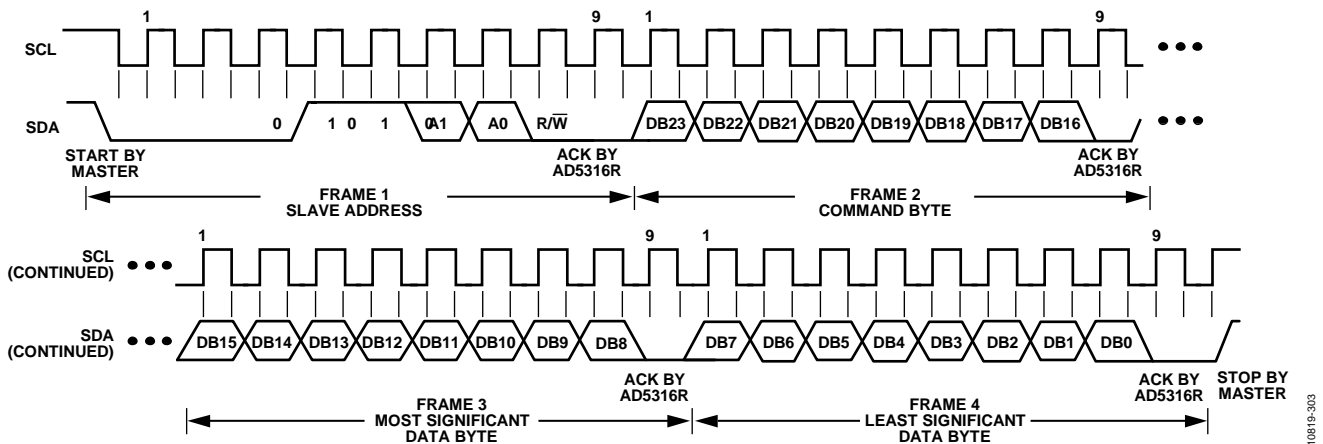 1 9 1 9
SCL
SDA
0 1 0 1 0 A1 A0 R/W̅ DB23 DB22 DB21 DB20 DB19 DB18 DB17 DB16
START BY
MASTER
ACK BY
AD5316R
ACK BY
AD5316R
FRAME 1
SLAVE ADDRESS
FRAME 2
COMMAND BYTE
1 9 1 9
SCL
(CONTINUED)
SDA
(CONTINUED)
DB15 DB14 DB13 DB12 DB11 DB10 DB9 DB8 DB7 DB6 DB5 DB4 DB3 DB2 DB1 DB0
ACK BY
AD5316R
ACK BY
AD5316R
STOP BY
MASTER
FRAME 3
MOST SIGNIFICANT
DATA BYTE
FRAME 4
LEAST SIGNIFICANT
DATA BYTE
10819-303